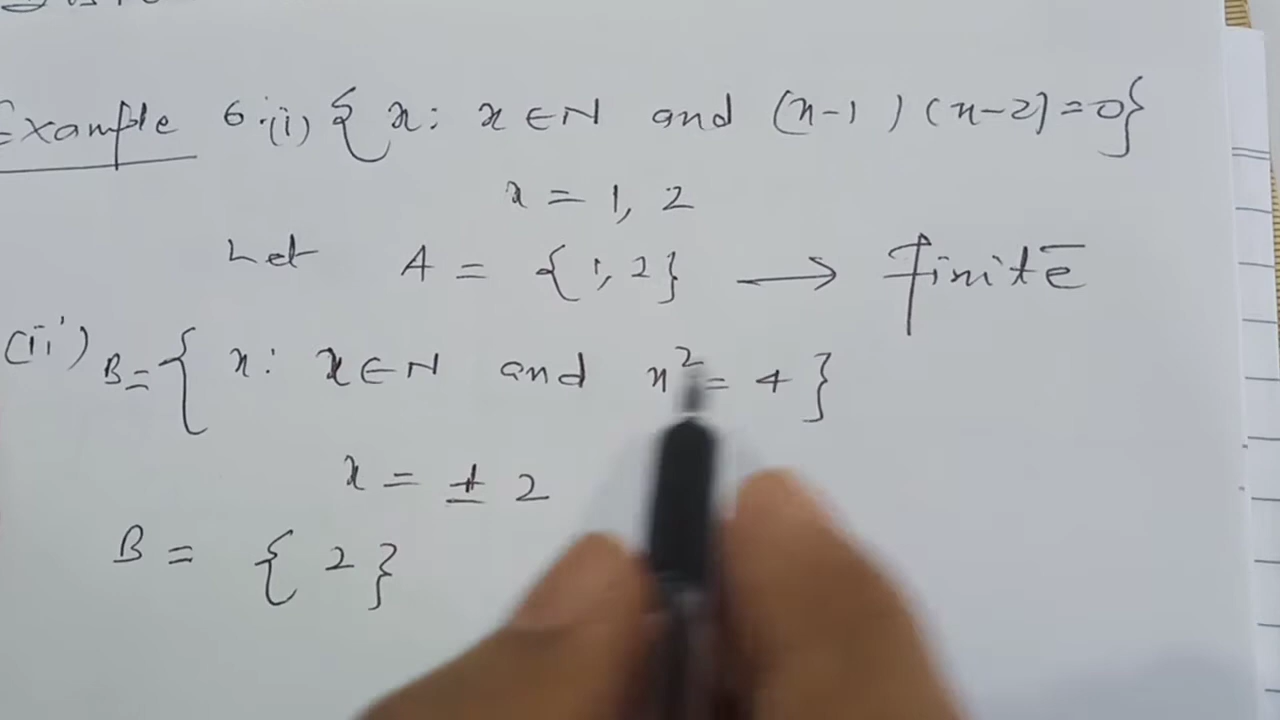 Example 6.(i) { x: x ∈ N and (x-1)(x-2)=0}
x = 1, 2
Let A = {1, 2} → finite
(ii) B = { x: x ∈ N and x² = 4 }
x = ± 2
B = { 2 }